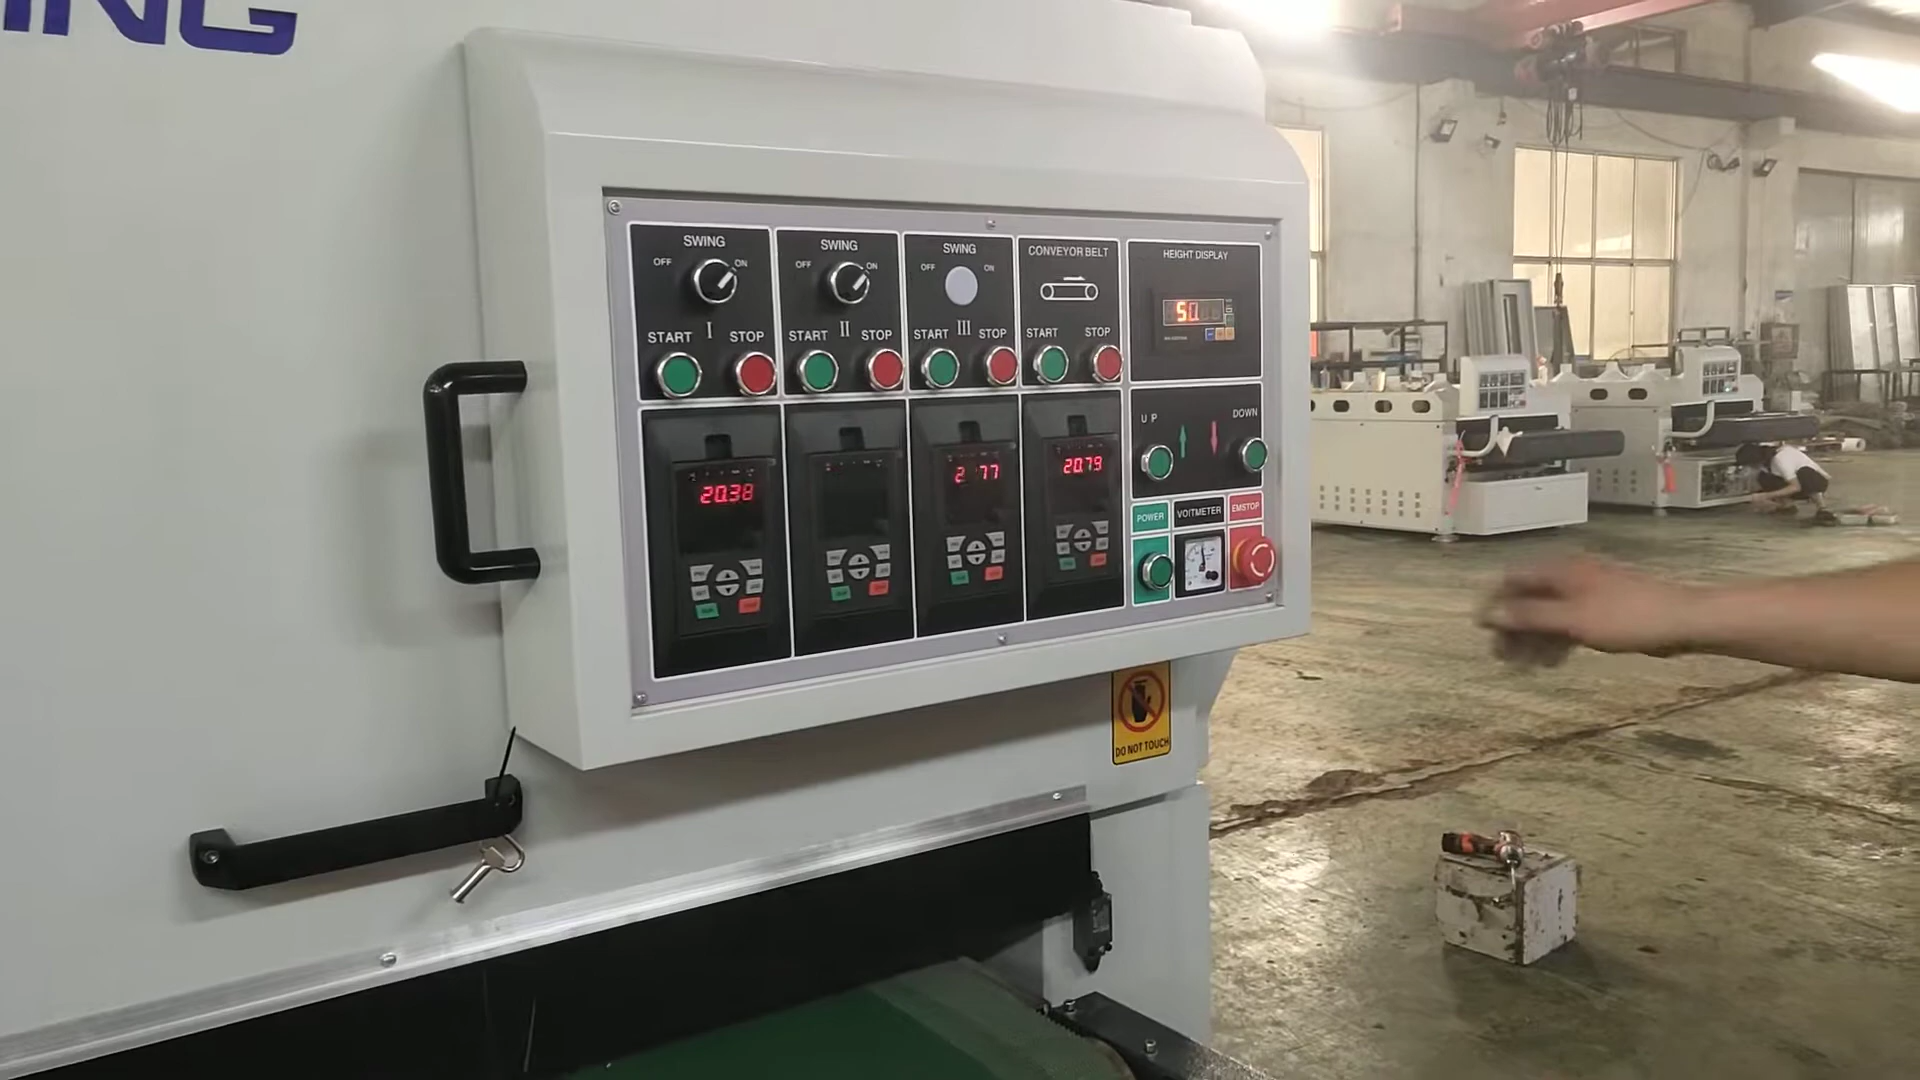 ING
SWING
OFF
ON
START
I
STOP
SWING
OFF
ON
START
II
STOP
SWING
OFF
ON
START
III
STOP
CONVEYOR BELT
START
STOP
HEIGHT DISPLAY
50.
UP
DOWN
20.38
2 77
20.79
POWER
VOITMETER
EMSTOP
DO NOT TOUCH